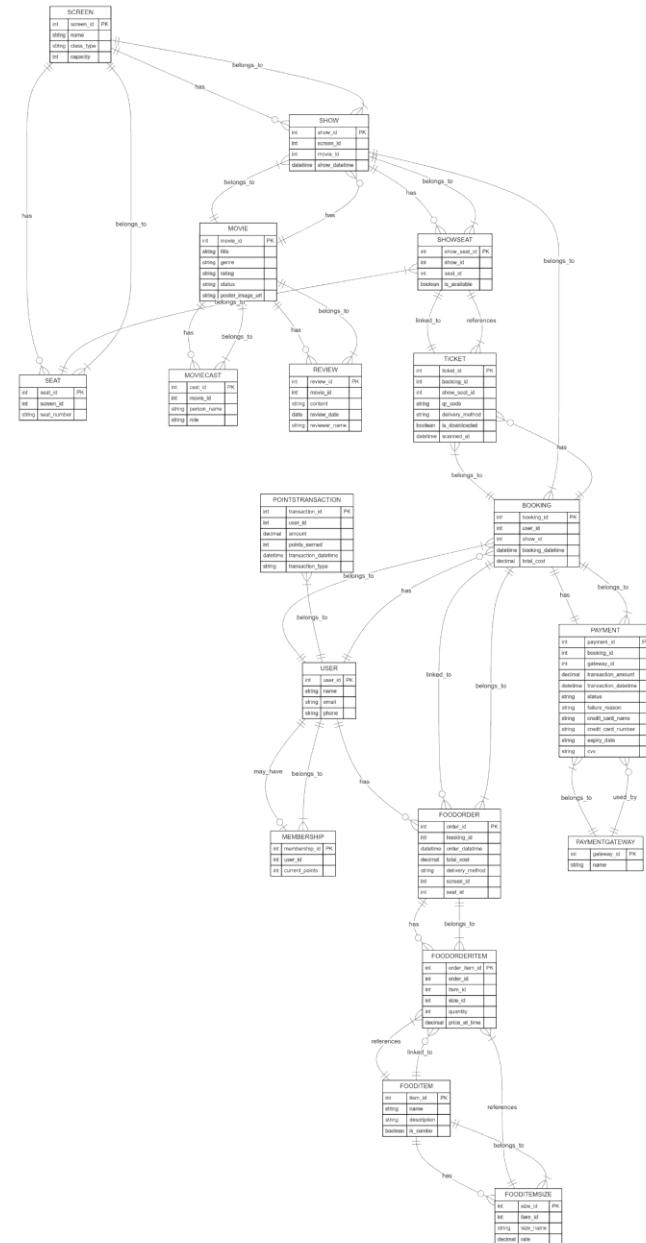 SCREEN
int screen_id PK
string name
string class_type
int capacity
belongs_to
has
SHOW
int show_id PK
int screen_id
int movie_id
datetime show_datetime
belongs_to
has
belongs_to
has
has
belongs_to
belongs_to
MOVIE
int movie_id PK
string title
string genre
string rating
string status
string poster_image_url
SHOWSEAT
int show_seat_id PK
int show_id
int seat_id
boolean is_available
belongs_to
has
belongs_to
has
belongs_to
linked_to
references
SEAT
int seat_id PK
int screen_id
string seat_number
MOVIECAST
int cast_id PK
int movie_id
string person_name
string role
REVIEW
int review_id PK
int movie_id
string content
date review_date
string reviewer_name
TICKET
int ticket_id PK
int booking_id
int show_seat_id
string qr_code
string delivery_method
boolean is_downloaded
datetime scanned_at
has
belongs_to
POINTSTRANSACTION
int transaction_id PK
int user_id
decimal amount
int points_earned
datetime transaction_datetime
string transaction_type
BOOKING
int booking_id PK
int user_id
int show_id
datetime booking_datetime
decimal total_cost
belongs_to
has
has
belongs_to
belongs_to
linked_to
belongs_to
PAYMENT
int payment_id
int booking_id
int gateway_id
decimal transaction_amount
datetime transaction_datetime
string status
string failure_reason
string credit_card_name
string credit_card_number
string expiry_date
string cvv
USER
int user_id PK
string name
string email
string phone
may_have
belongs_to
has
belongs_to
used_by
MEMBERSHIP
int membership_id PK
int user_id
int current_points
FOODORDER
int order_id PK
int booking_id
datetime order_datetime
decimal total_cost
string delivery_method
int screen_id
int seat_id
PAYMENTGATEWAY
int gateway_id PK
string name
has
belongs_to
FOODORDERITEM
int order_item_id PK
int order_id
int item_id
int size_id
int quantity
decimal price_at_time
references
linked_to
references
FOODITEM
int item_id PK
string name
string description
boolean is_combo
belongs_to
has
FOODITEMSIZE
int size_id PK
int item_id
string size_name
decimal rate